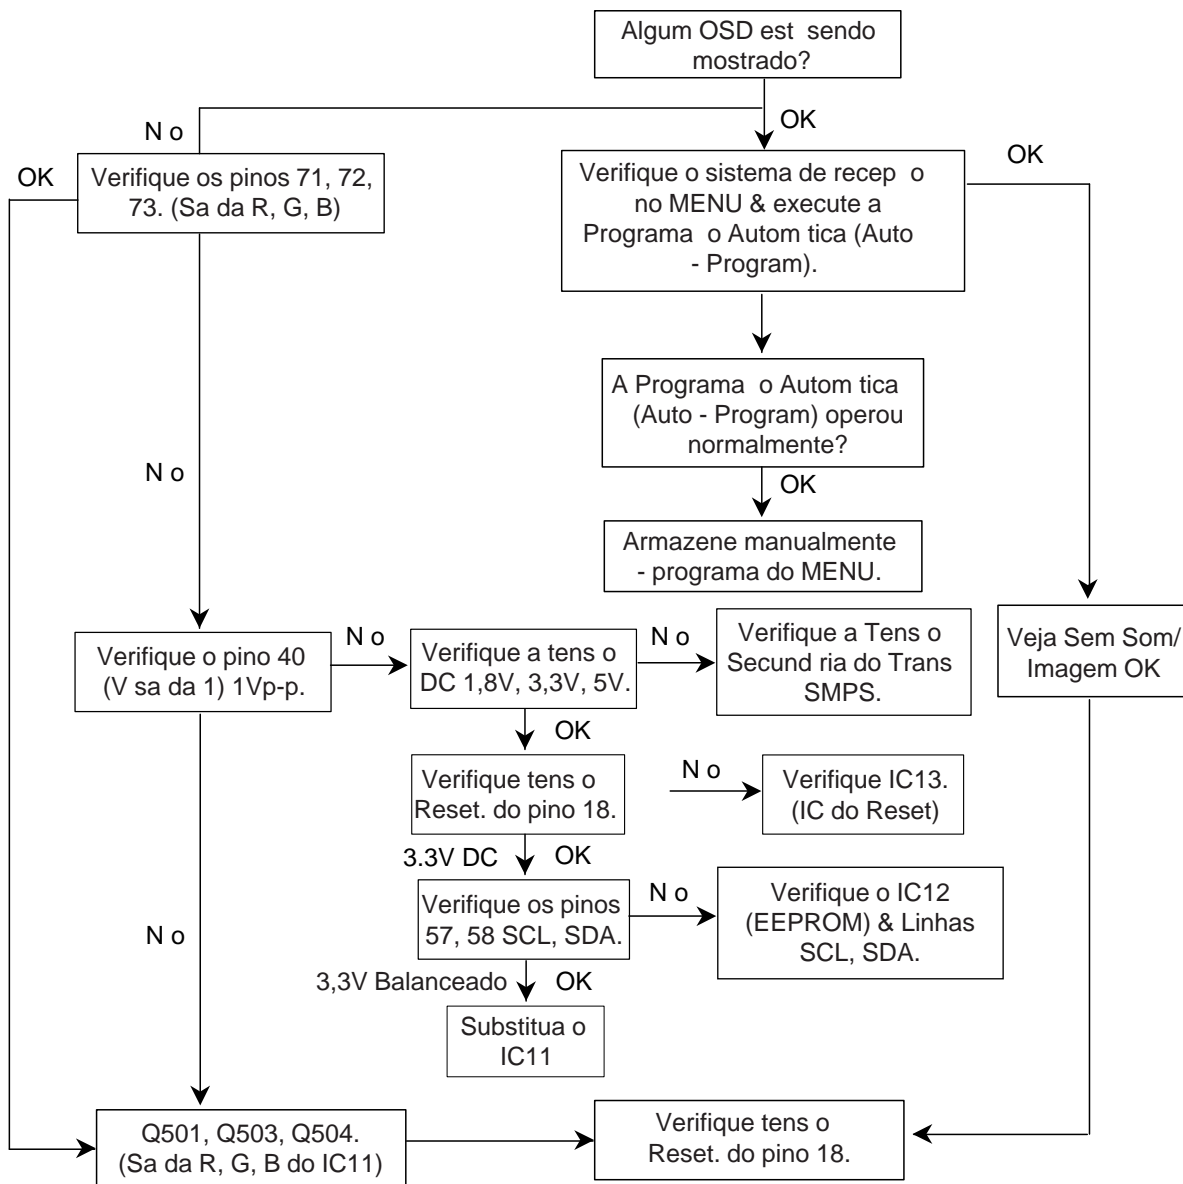 Algum OSD est sendo
mostrado?
N o
OK
OK
OK
Verifique os pinos 71, 72,
73. (Sa da R, G, B)
Verifique o sistema de recep o
no MENU & execute a
Programa o Autom tica (Auto
- Program).
A Programa o Autom tica
(Auto - Program) operou
normalmente?
N o
OK
Armazene manualmente
- programa do MENU.
Verifique o pino 40
(V sa da 1) 1Vp-p.
N o
Verifique a tens o
DC 1,8V, 3,3V, 5V.
N o
Verifique a Tens o
Secund ria do Trans
SMPS.
Veja Sem Som/
Imagem OK
OK
Verifique tens o
Reset. do pino 18.
N o
Verifique IC13.
(IC do Reset)
3.3V DC
OK
Verifique os pinos
57, 58 SCL, SDA.
N o
Verifique o IC12
(EEPROM) & Linhas
SCL, SDA.
N o
3,3V Balanceado
OK
Substitua o
IC11
Q501, Q503, Q504.
(Sa da R, G, B do IC11)
Verifique tens o
Reset. do pino 18.